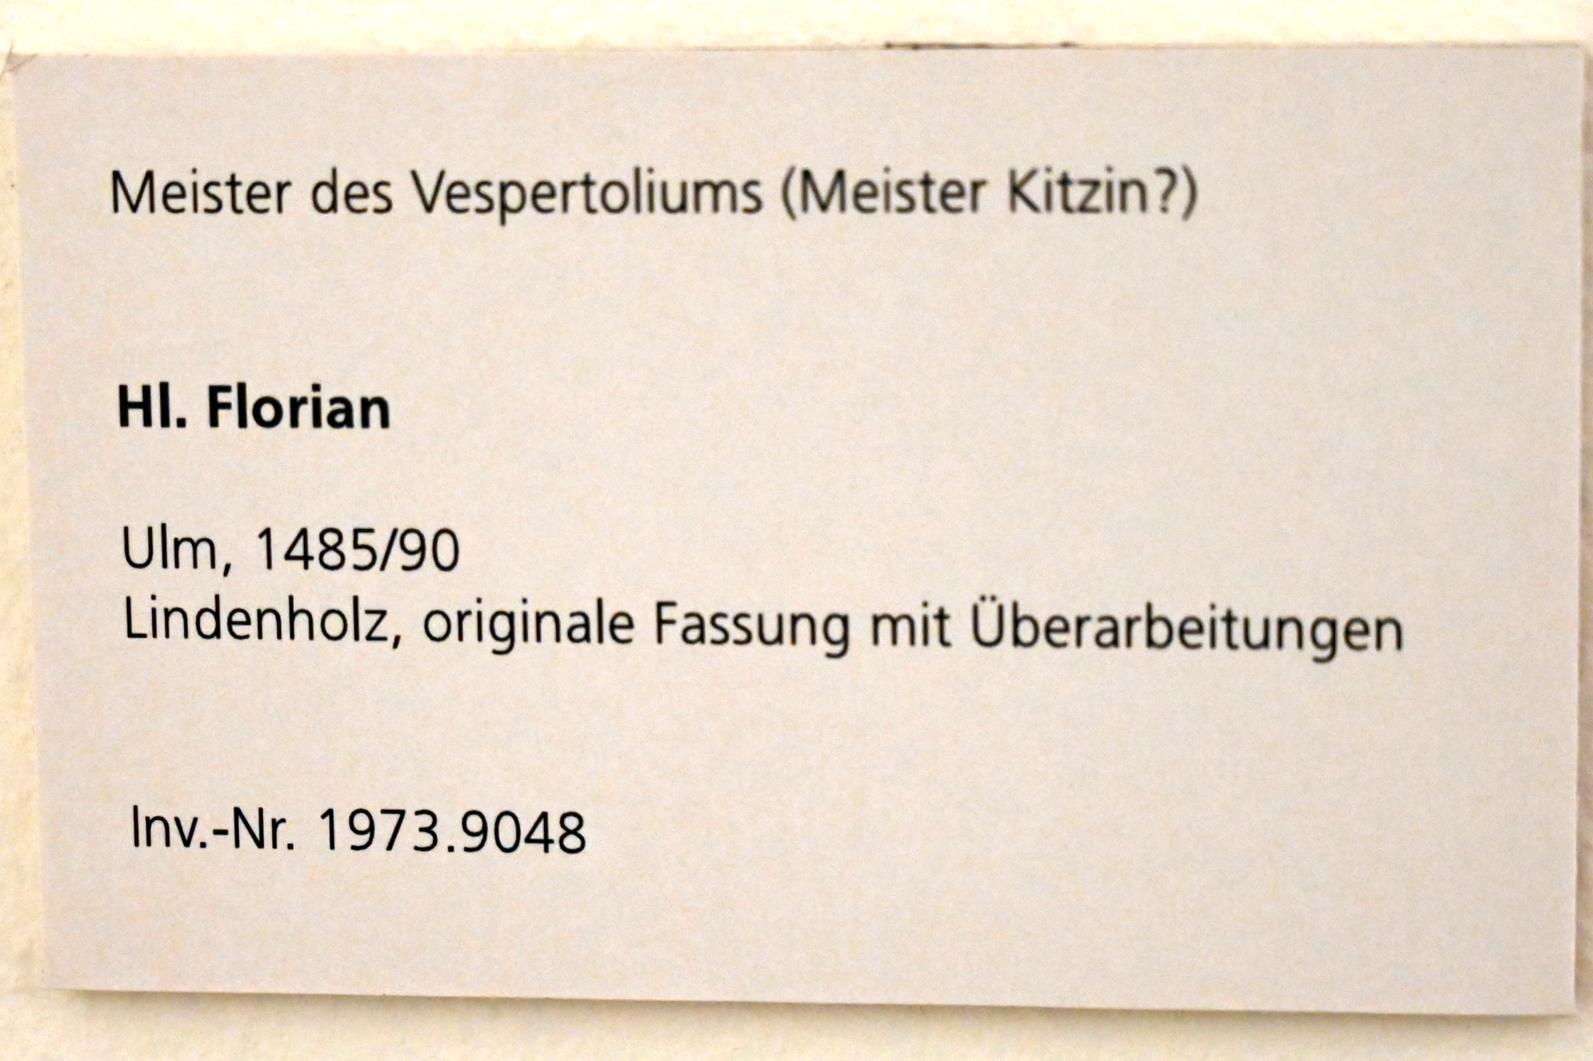 Meister des Vespertoliums (Meister Kitzin?)
Hl. Florian
Ulm, 1485/90
Lindenholz, originale Fassung mit Überarbeitungen
Inv.-Nr. 1973.9048